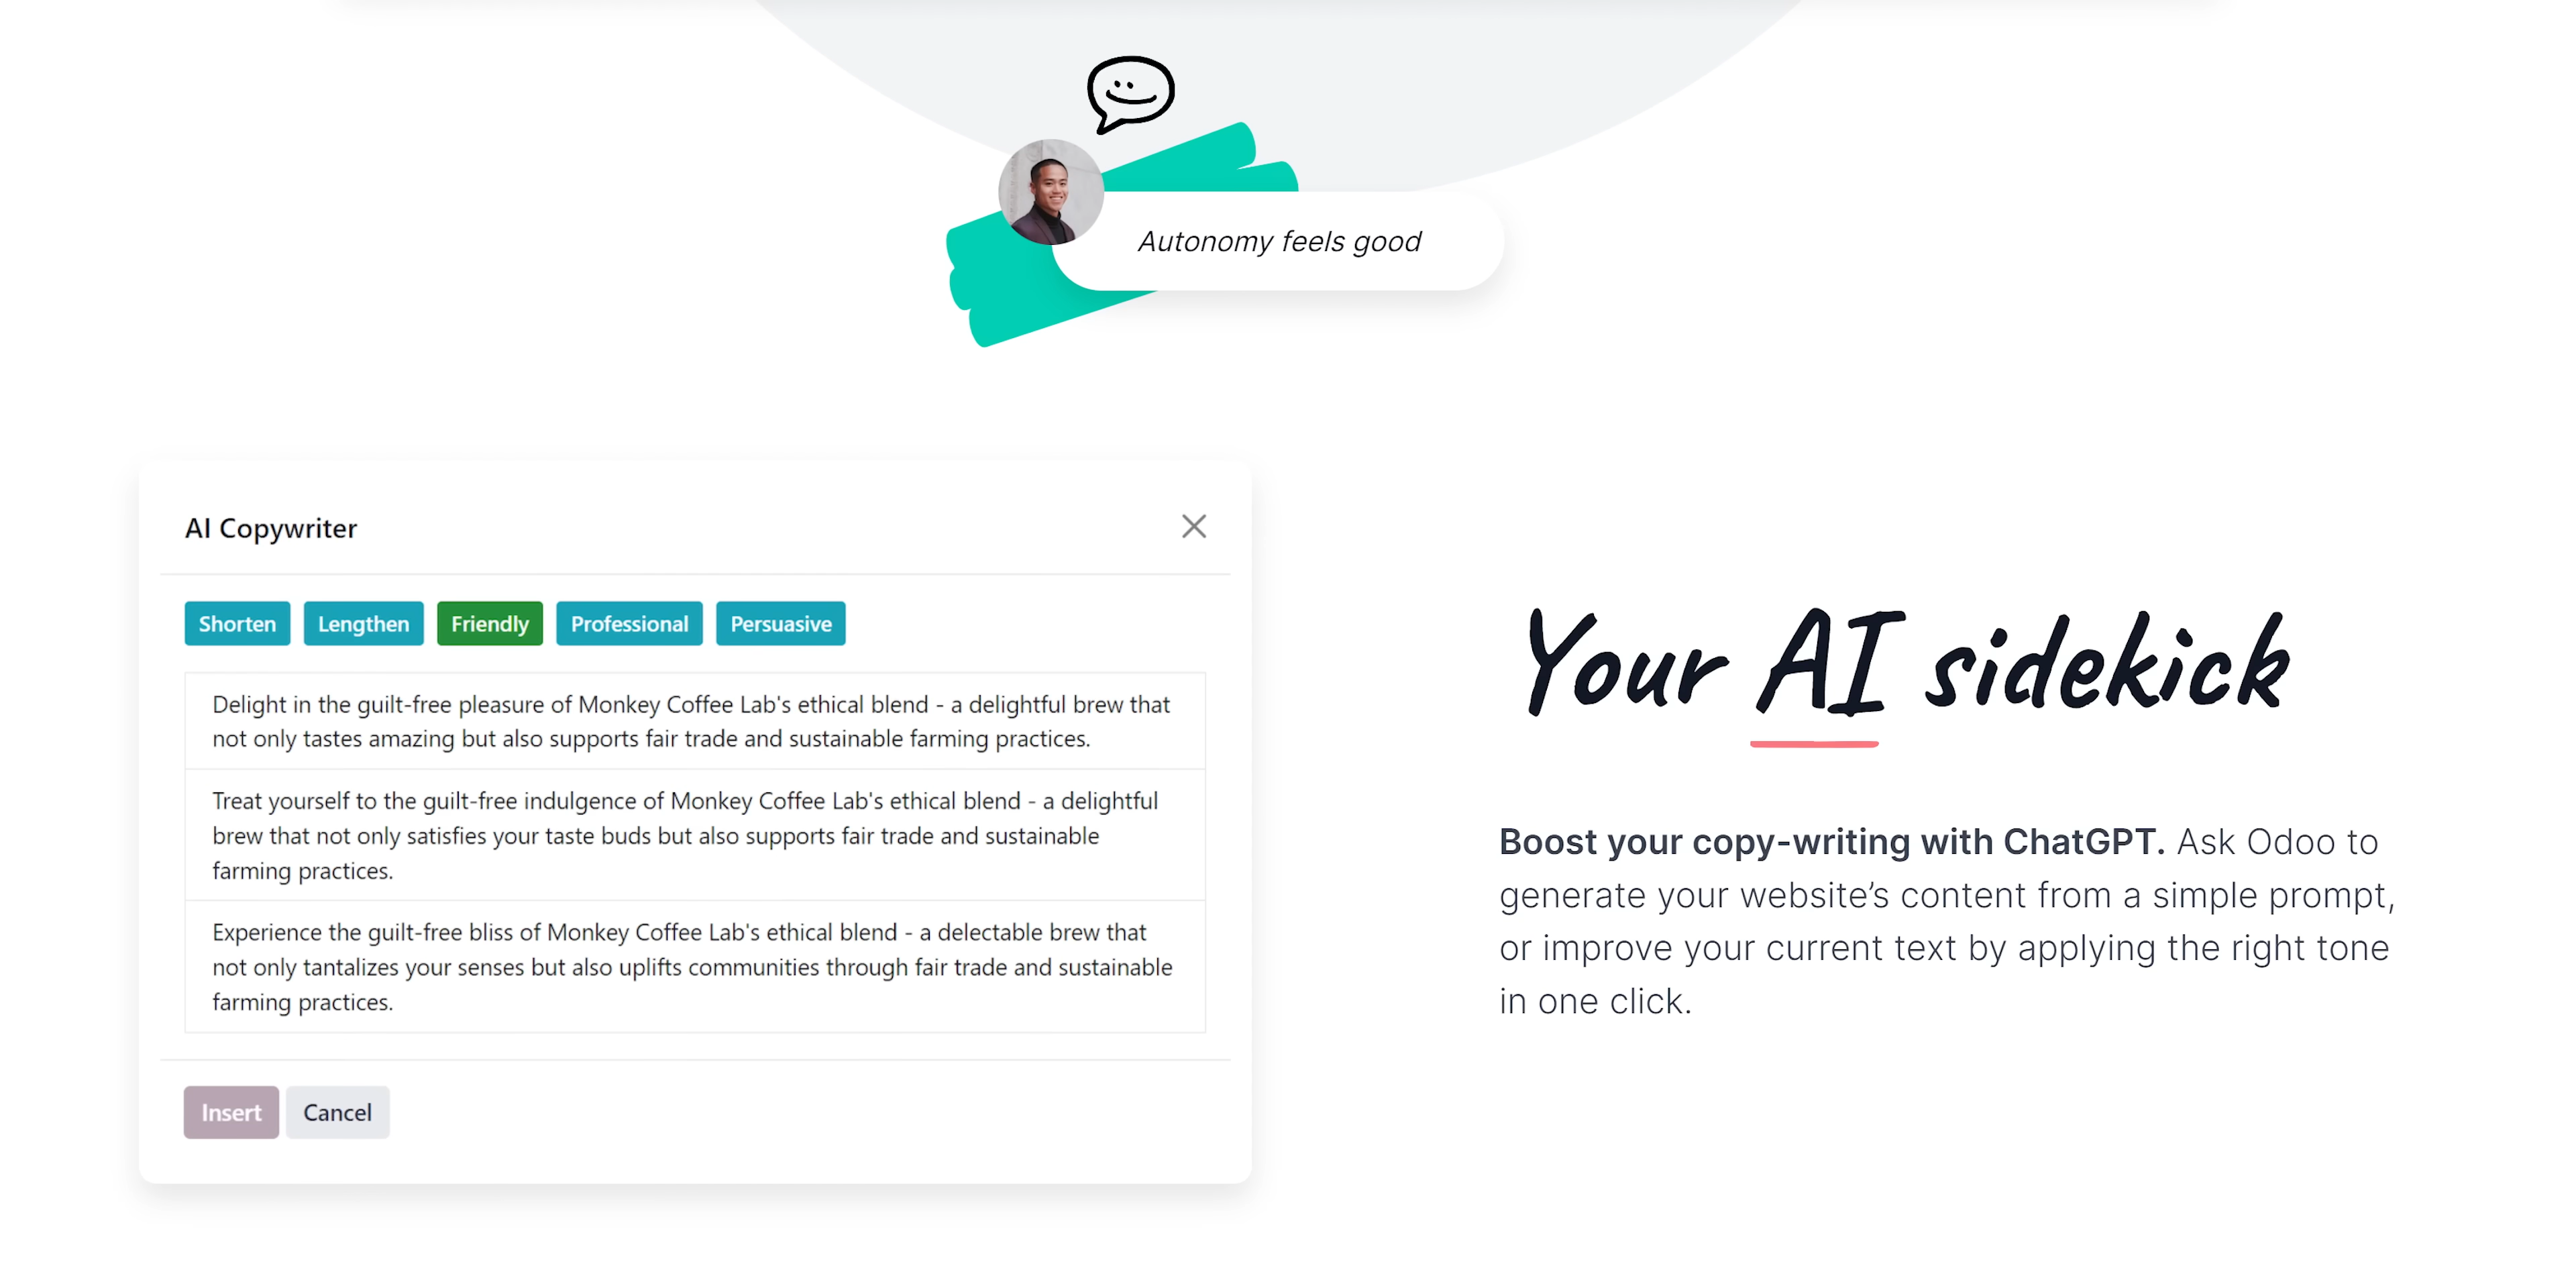 Autonomy feels good
AI Copywriter
Shorten Lengthen Friendly Professional Persuasive
Delight in the guilt-free pleasure of Monkey Coffee Lab's ethical blend - a delightful brew that
not only tastes amazing but also supports fair trade and sustainable farming practices.
Treat yourself to the guilt-free indulgence of Monkey Coffee Lab's ethical blend - a delightful
brew that not only satisfies your taste buds but also supports fair trade and sustainable
farming practices.
Experience the guilt-free bliss of Monkey Coffee Lab's ethical blend - a delectable brew that
not only tantalizes your senses but also uplifts communities through fair trade and sustainable
farming practices.
Insert Cancel
Your AI sidekick
Boost your copy-writing with ChatGPT. Ask Odoo to
generate your website’s content from a simple prompt,
or improve your current text by applying the right tone
in one click.